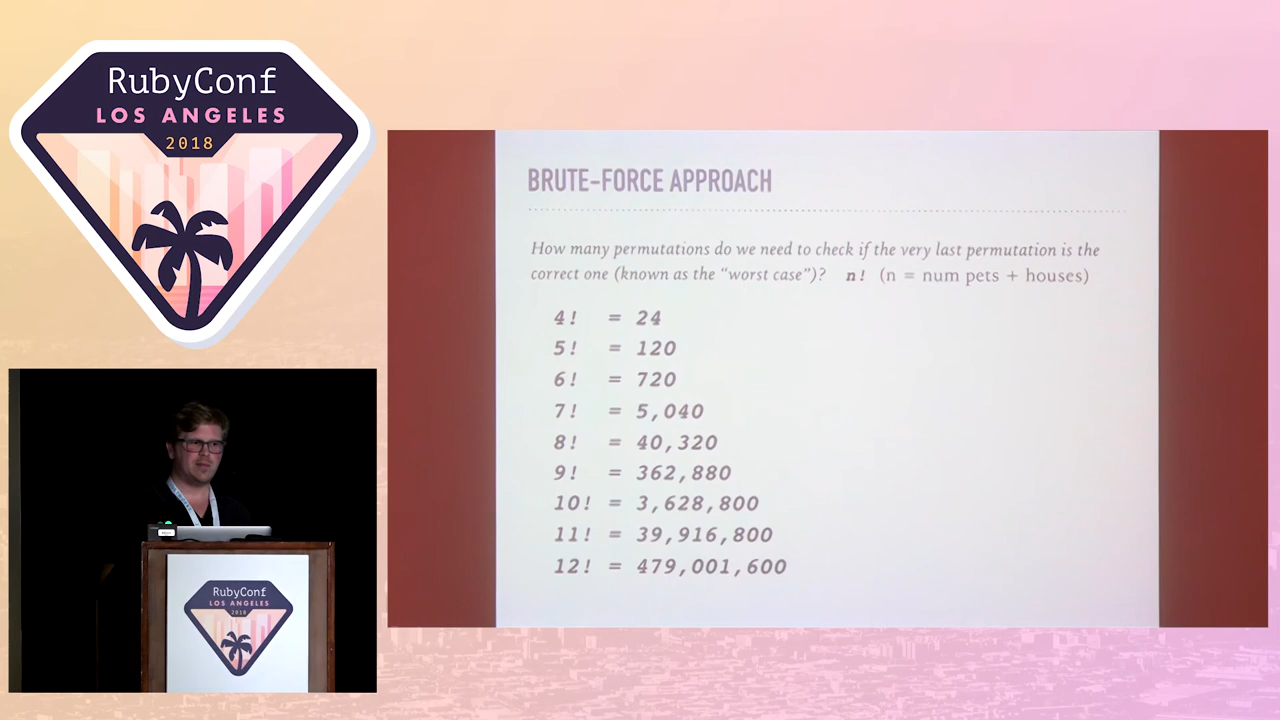 RubyConf
LOS ANGELES
2018
BRUTE-FORCE APPROACH
How many permutations do we need to check if the very last permutation is the
correct one (known as the “worst case”)? n! (n = num pets + houses)
4! = 24
5! = 120
6! = 720
7! = 5,040
8! = 40,320
9! = 362,880
10! = 3,628,800
11! = 39,916,800
12! = 479,001,600
RubyConf
LOS ANGELES
2018